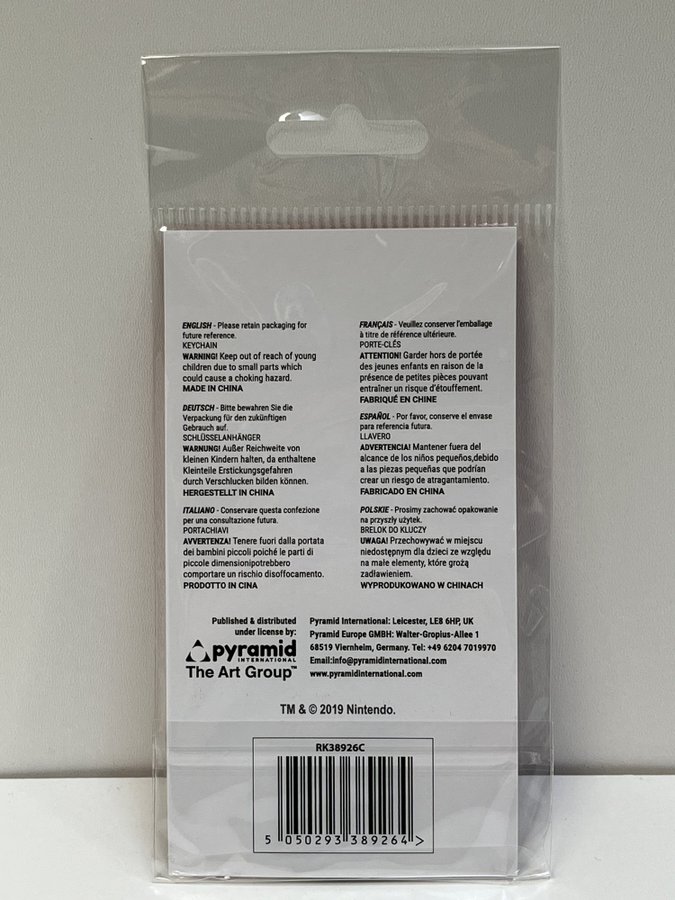 ENGLISH - Please retain packaging for
future reference.
KEYCHAIN
WARNING! Keep out of reach of young
children due to small parts which
could cause a choking hazard.
MADE IN CHINA
DEUTSCH - Bitte bewahren Sie die
Verpackung für den zukünftigen
Gebrauch auf.
SCHLÜSSELANHÄNGER
WARNUNG! Außer Reichweite von
kleinen Kindern halten, da enthaltene
Kleinteile Erstickungsgefahren
durch Verschlucken bilden können.
HERGESTELLT IN CHINA
ITALIANO - Conservare questa confezione
per una consultazione futura.
PORTACHIAVI
AVVERTENZA! Tenere fuori dalla portata
dei bambini piccoli poiché le parti di
piccole dimensionipotrebbero
comportare un rischio disoffocamento.
PRODOTTO IN CINA
FRANÇAIS - Veuillez conserver l'emballage
à titre de référence ultérieure.
PORTE-CLÉS
ATTENTION! Garder hors de portée
des jeunes enfants en raison de la
présence de petites pièces pouvant
entraîner un risque d'étouffement.
FABRIQUÉ EN CHINE
ESPAÑOL - Por favor, conserve el envase
para referencia futura.
LLAVERO
ADVERTENCIA! Mantener fuera del
alcance de los niños pequeños,debido
a las piezas pequeñas que podrían
crear un riesgo de atragantamiento.
FABRICADO EN CHINA
POLSKIE - Prosimy zachować opakowanie
na przyszły użytek.
BRELOK DO KLUCZY
UWAGA! Przechowywać w miejscu
niedostępnym dla dzieci ze względu
na małe elementy, które grożą
zadławieniem.
WYPRODUKOWANO W CHINACH
Published & distributed
under license by:
pyramid
INTERNATIONAL
The Art Group™
Pyramid International: Leicester, LE8 6HP, UK
Pyramid Europe GMBH: Walter-Gropius-Allee 1
68519 Viernheim, Germany. Tel: +49 6204 7019970
Email:info@pyramidinternational.com
www.pyramidinternational.com
TM & © 2019 Nintendo.
RK38926C
5 050293 389264 >